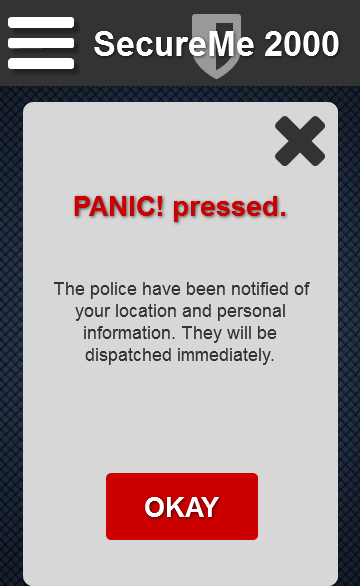 SecureMe 2000
PANIC! pressed.
The police have been notified of
your location and personal
information. They will be
dispatched immediately.
OKAY